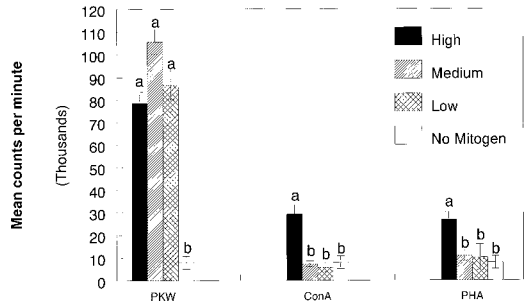 Mean counts per minute
(Thousands)
120
110
100
90
80
70
60
50
40
30
20
10
0
a
a
a
b
a
b
b
b
a
b
b
b
High
Medium
Low
No Mitogen
PKW
ConA
PHA